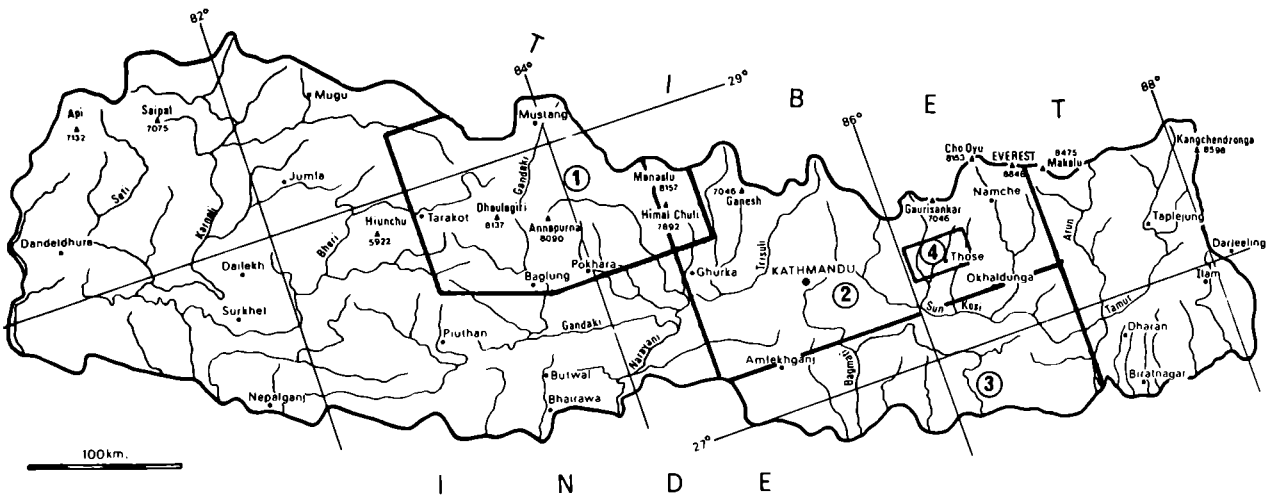 82°
T I B E T
84°
29°
86°
88°
Api
7132
Saipal
7075
Mugu
Mustang
Seti
Karnali
Jumla
Bheri
Hiunchu
5922
Tarakot
Gandaki
①
Dhaulagiri
8137
Annapurna
8090
Manaslu
8157
Himal Chuli
7892
7046
Ganesh
Trisuli
Cho Oyu
8153
EVEREST
8846
8475
Makalu
Kangchendzonga
8598
Namche
Gaurisankar
7046
④
Those
Arun
Taplejung
Darjeeling
Ilam
Dandeldhura
Dailekh
Surkhet
Baglung
Pokhara
Ghurka
KATHMANDU
②
Okhaldunga
Sun Kosi
Tamur
Dharan
Biratnagar
Piuthan
Gandaki
Narayani
Amlekhganj
Bagmati
③
Nepalganj
Butwal
Bhairawa
27°
100km.
I N D E